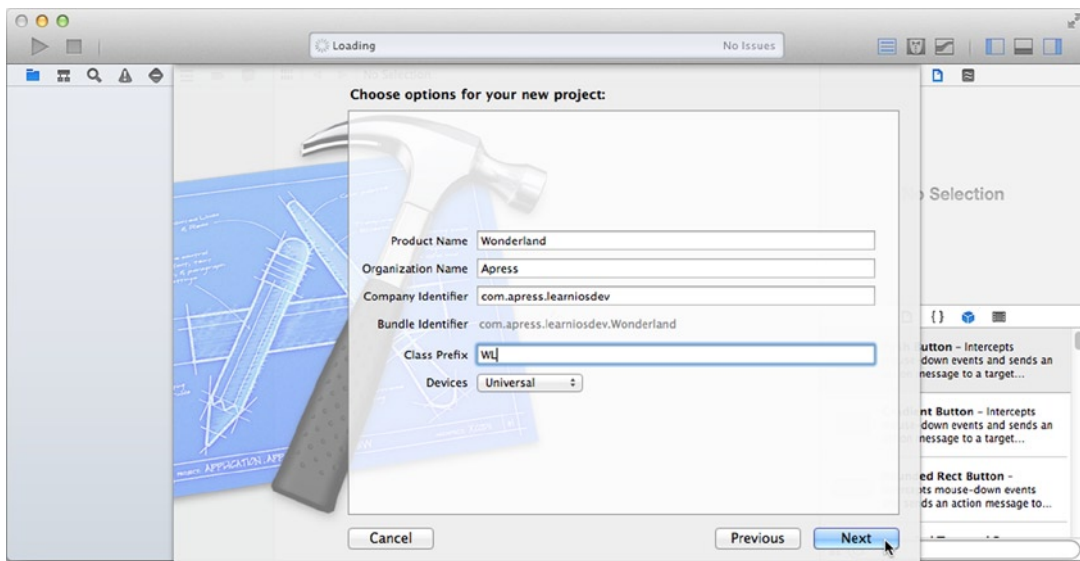 Loading
No Issues
No Selection
Choose options for your new project:
Product Name Wonderland
Organization Name Apress
Company Identifier com.apress.learniosdev
Bundle Identifier com.apress.learniosdev.Wonderland
Class Prefix WL
Devices Universal
Cancel
Previous
Next
Selection
{}
utton - Intercepts
down events and sends an
message to a target...
nt Button - Intercepts
down events and sends an
message to a target...
ed Rect Button -
pts mouse-down events
ds an action message to...
APPLICATION.APP